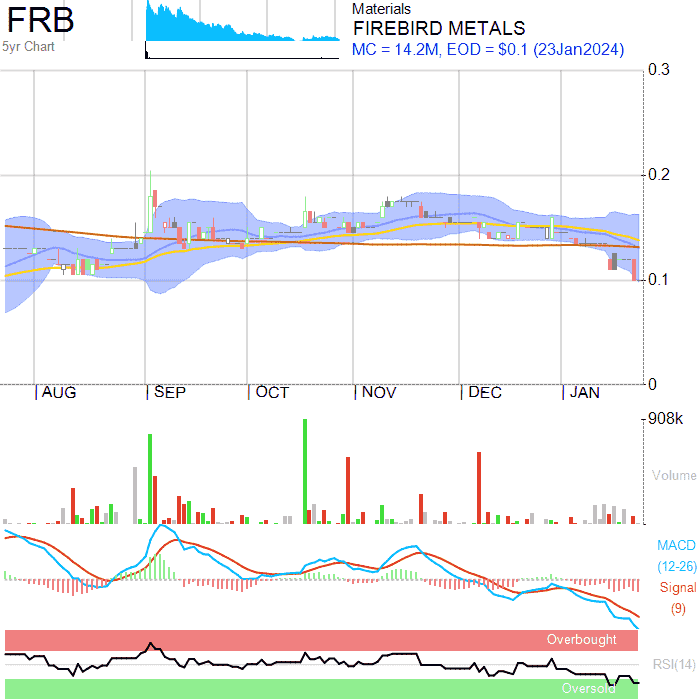 FRB
5yr Chart
Materials
FIREBIRD METALS
MC = 14.2M, EOD = $0.1 (23Jan2024)
0.3
0.2
0.1
0
AUG SEP OCT NOV DEC JAN
908k
Volume
MACD
(12-26)
Signal
(9)
Overbought
RSI(14)
Oversold